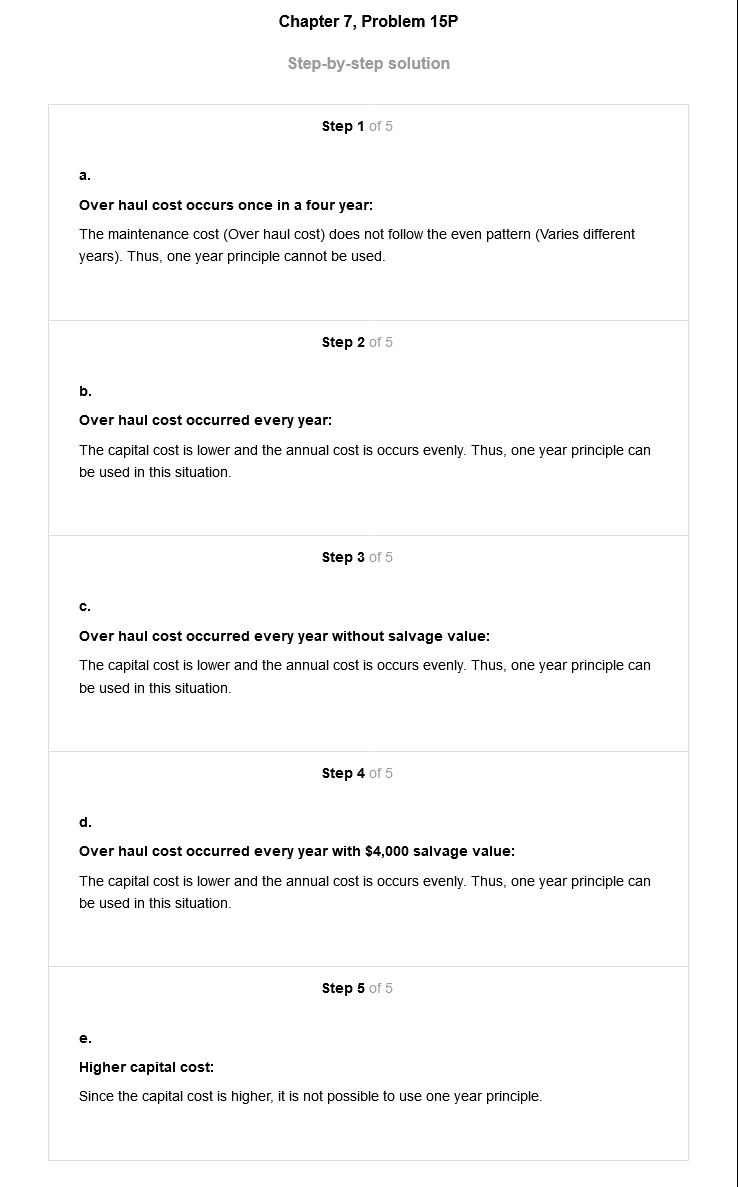 Chapter 7, Problem 15P
Step-by-step solution
Step 1 of 5
a.
Over haul cost occurs once in a four year:
The maintenance cost (Over haul cost) does not follow the even pattern (Varies different
years). Thus, one year principle cannot be used.
Step 2 of 5
b.
Over haul cost occurred every year:
The capital cost is lower and the annual cost is occurs evenly. Thus, one year principle can
be used in this situation.
Step 3 of 5
c.
Over haul cost occurred every year without salvage value:
The capital cost is lower and the annual cost is occurs evenly. Thus, one year principle can
be used in this situation.
Step 4 of 5
d.
Over haul cost occurred every year with $4,000 salvage value:
The capital cost is lower and the annual cost is occurs evenly. Thus, one year principle can
be used in this situation.
Step 5 of 5
e.
Higher capital cost:
Since the capital cost is higher, it is not possible to use one year principle.